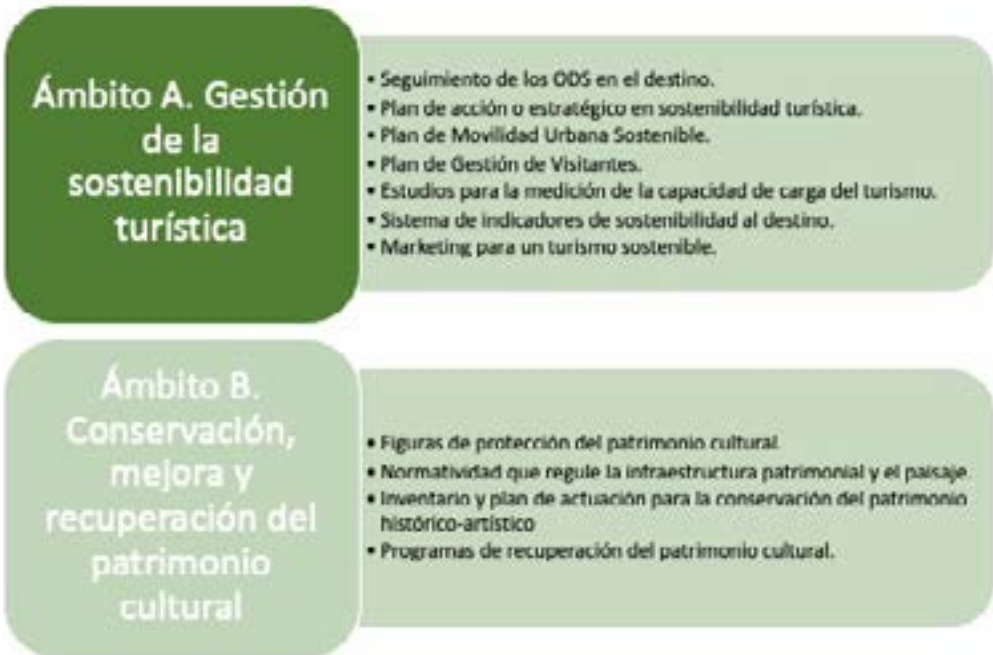 Ámbito A. Gestión
de la
sostenibilidad
turística
• Seguimiento de los ODS en el destino.
• Plan de acción o estratégico en sostenibilidad turística.
• Plan de Movilidad Urbana Sostenible.
• Plan de Gestión de Visitantes.
• Estudios para la medición de la capacidad de carga del turismo.
• Sistema de indicadores de sostenibilidad al destino.
• Marketing para un turismo sostenible.
Ámbito B.
Conservación,
mejora y
recuperación del
patrimonio
cultural
• Figuras de protección del patrimonio cultural.
• Normatividad que regule la infraestructura patrimonial y el paisaje.
• Inventario y plan de actuación para la conservación del patrimonio
histórico-artístico
• Programas de recuperación del patrimonio cultural.